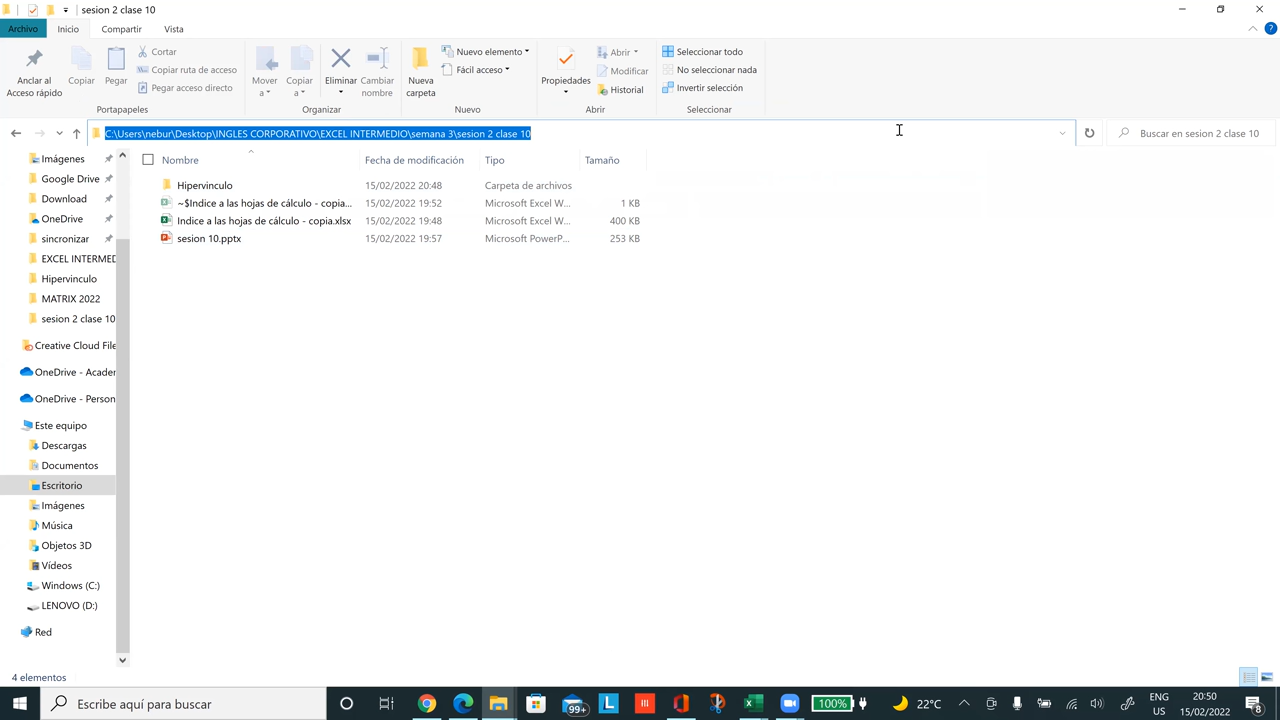 sesion 2 clase 10
Archivo Inicio Compartir Vista
Anclar al Acceso rápido
Copiar
Pegar
Cortar
Copiar ruta de acceso
Pegar acceso directo
Portapapeles
Mover a
Copiar a
Eliminar
Cambiar nombre
Organizar
Nueva carpeta
Nuevo elemento
Fácil acceso
Nuevo
Propiedades
Abrir
Modificar
Historial
Abrir
Seleccionar todo
No seleccionar nada
Invertir selección
Seleccionar
C:\Users\nebur\Desktop\INGLES CORPORATIVO\EXCEL INTERMEDIO\semana 3\sesion 2 clase 10
Buscar en sesion 2 clase 10
Imágenes
Google Drive
Download
OneDrive
sincronizar
EXCEL INTERMED
Hipervinculo
MATRIX 2022
sesion 2 clase 10
Creative Cloud File
OneDrive - Acader
OneDrive - Person
Este equipo
Descargas
Documentos
Escritorio
Imágenes
Música
Objetos 3D
Vídeos
Windows (C:)
LENOVO (D:)
Red
Nombre Fecha de modificación Tipo Tamaño
Hipervinculo 15/02/2022 20:48 Carpeta de archivos
~$Indice a las hojas de cálculo - copia... 15/02/2022 19:52 Microsoft Excel W... 1 KB
Indice a las hojas de cálculo - copia.xlsx 15/02/2022 19:48 Microsoft Excel W... 400 KB
sesion 10.pptx 15/02/2022 19:57 Microsoft PowerP... 253 KB
4 elementos
Escribe aquí para buscar
99+
L
100%
22°C
ENG
US
20:50
15/02/2022
8